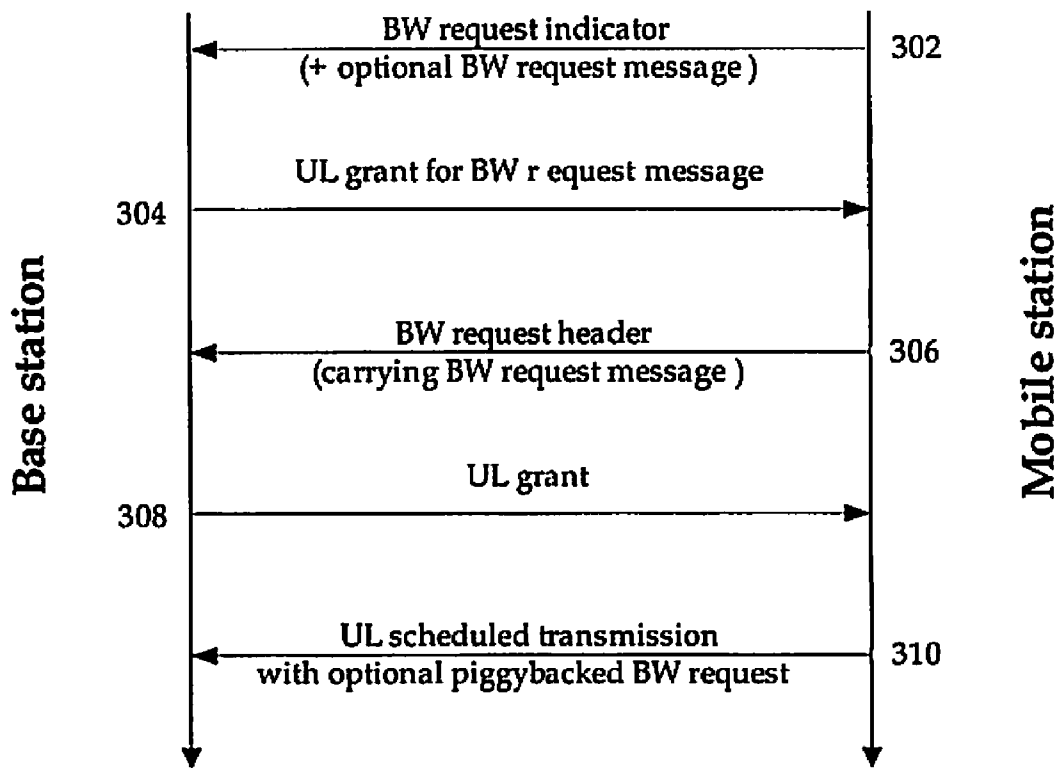 BW request indicator
302
(+ optional BW request message )
UL grant for BW r equest message
304
BW request header
306
(carrying BW request message )
UL grant
308
UL scheduled transmission
310
with optional piggybacked BW request
Base station
Mobile station